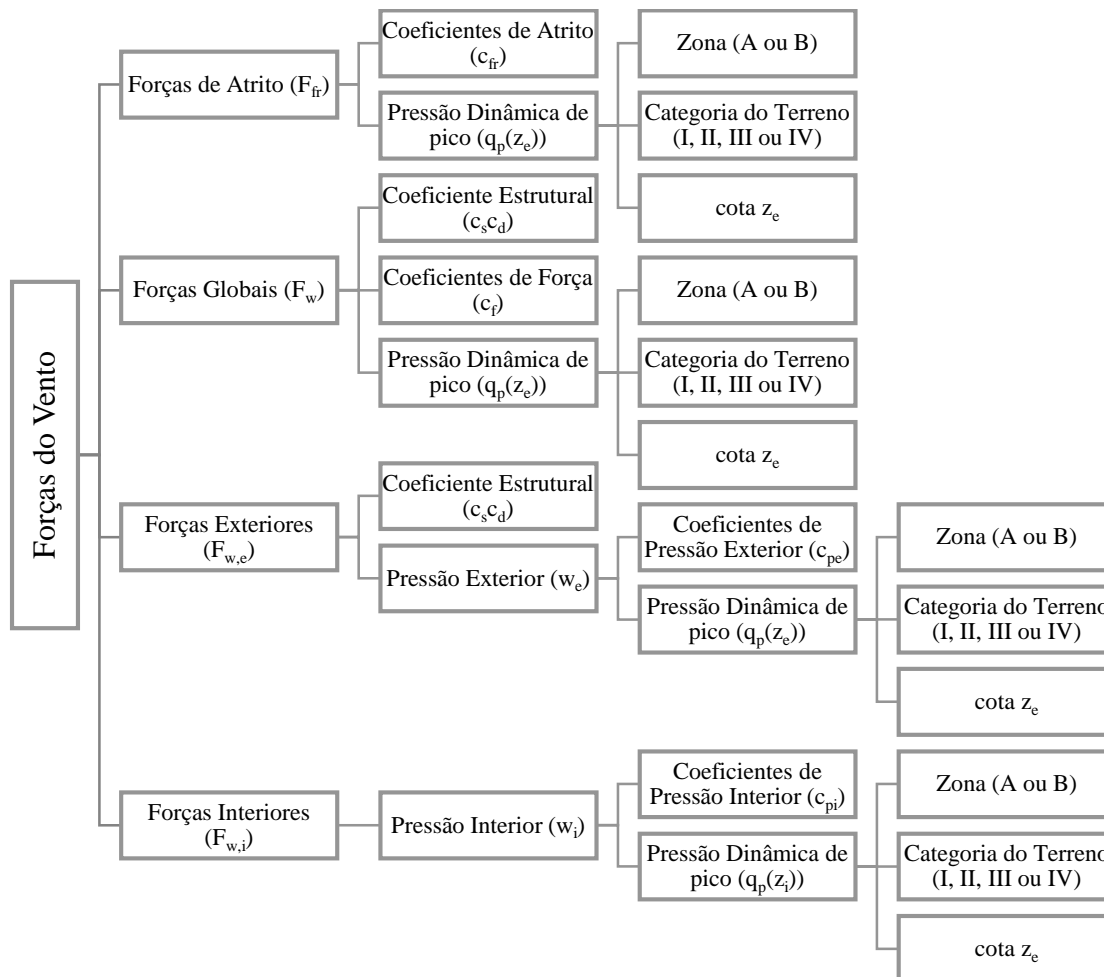 Forças do Vento
Forças de Atrito (F_fr)
Coeficientes de Atrito
(c_fr)
Pressão Dinâmica de
pico (q_p(z_e))
Zona (A ou B)
Categoria do Terreno
(I, II, III ou IV)
cota z_e
Forças Globais (F_w)
Coeficiente Estrutural
(c_sc_d)
Coeficientes de Força
(c_f)
Pressão Dinâmica de
pico (q_p(z_e))
Zona (A ou B)
Categoria do Terreno
(I, II, III ou IV)
cota z_e
Forças Exteriores
(F_w,e)
Coeficiente Estrutural
(c_sc_d)
Pressão Exterior (w_e)
Coeficientes de
Pressão Exterior (c_pe)
Pressão Dinâmica de
pico (q_p(z_e))
Zona (A ou B)
Categoria do Terreno
(I, II, III ou IV)
cota z_e
Forças Interiores
(F_w,i)
Pressão Interior (w_i)
Coeficientes de
Pressão Interior (c_pi)
Pressão Dinâmica de
pico (q_p(z_i))
Zona (A ou B)
Categoria do Terreno
(I, II, III ou IV)
cota z_e